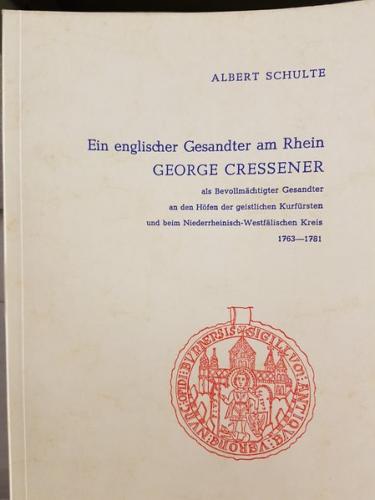 ALBERT SCHULTE
Ein englischer Gesandter am Rhein
GEORGE CRESSENER
als Bevollmächtigter Gesandter
an den Höfen der geistlichen Kurfürsten
und beim Niederrheinisch-Westfälischen Kreis
1763—1781